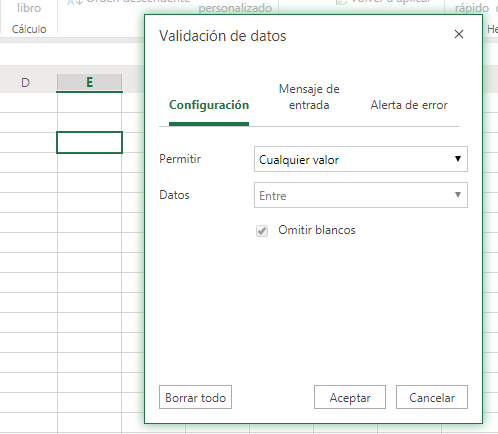 libro
Orden descendente
personalizado
Volver a aplicar
rápido
Cálculo
He
D
E
Validación de datos
Configuración
Mensaje de
entrada
Alerta de error
Permitir
Cualquier valor
Datos
Entre
Omitir blancos
Borrar todo
Aceptar
Cancelar